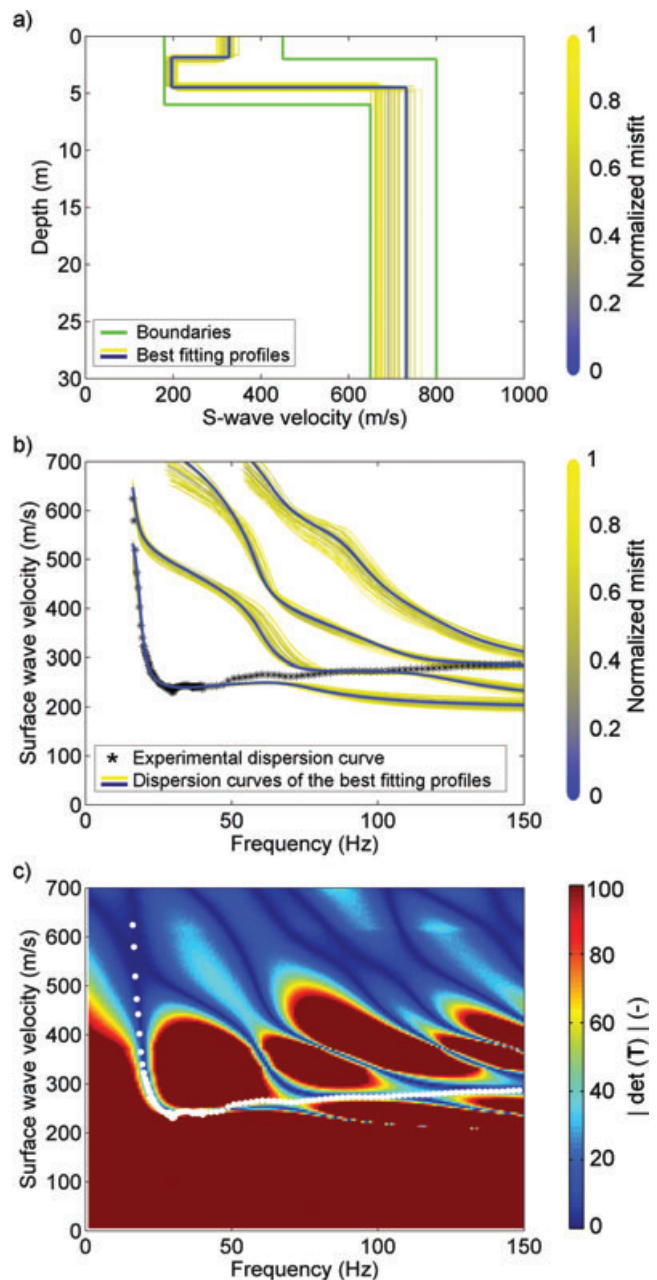 a)
0
5
10
15
20
25
30
Depth (m)
Boundaries
Best fitting profiles
0 200 400 600 800 1000
S-wave velocity (m/s)
1
0.8
0.6
0.4
0.2
0
Normalized misfit
b)
700
600
500
400
300
200
100
0
Surface wave velocity (m/s)
Experimental dispersion curve
Dispersion curves of the best fitting profiles
0 50 100 150
Frequency (Hz)
1
0.8
0.6
0.4
0.2
0
Normalized misfit
c)
700
600
500
400
300
200
100
0
Surface wave velocity (m/s)
0 50 100 150
Frequency (Hz)
100
80
60
40
20
0
| det (T) | (-)